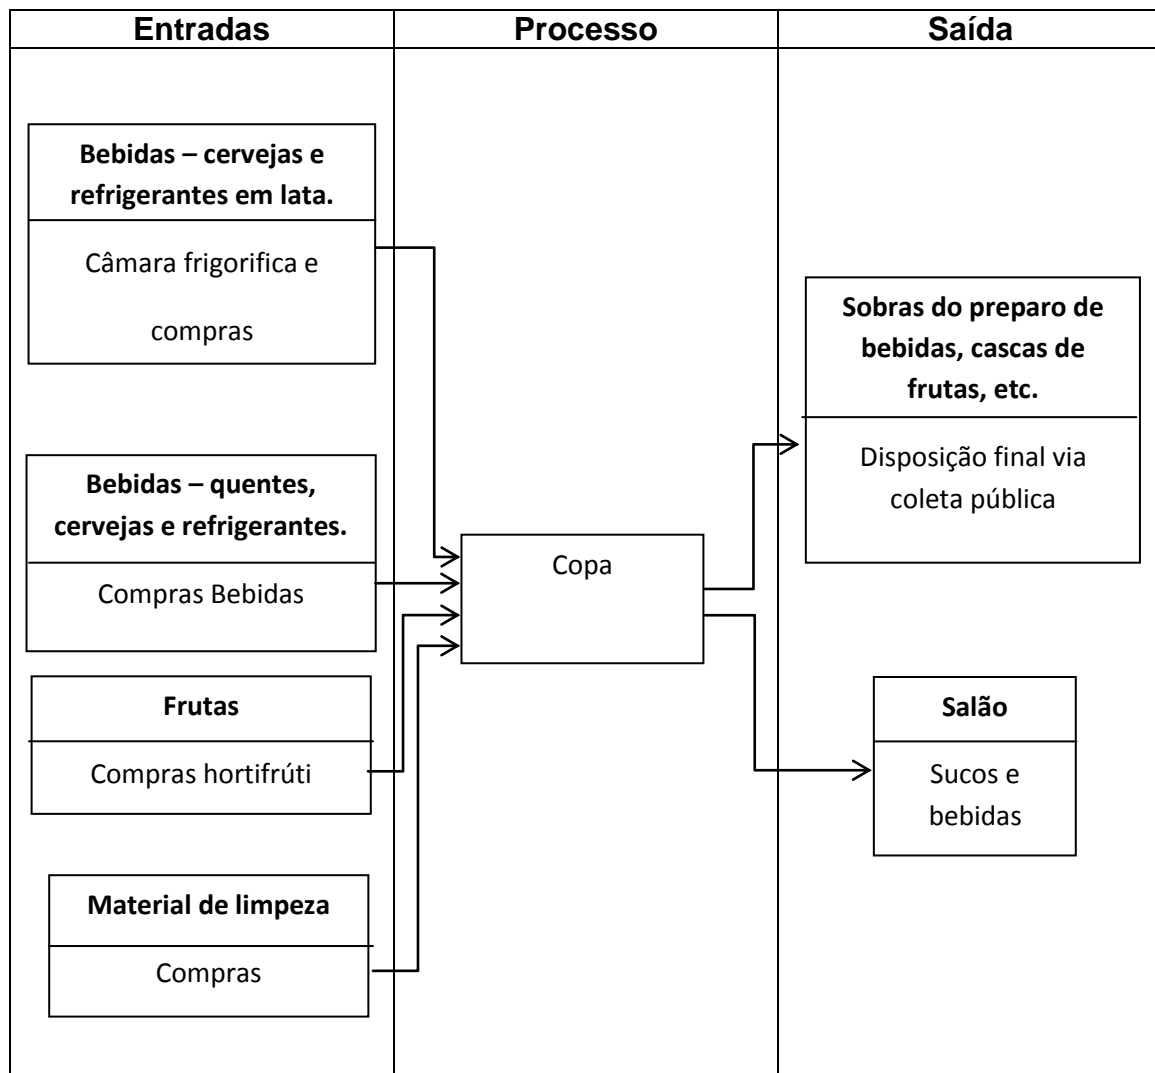 Entradas
Processo
Saída
Bebidas – cervejas e
refrigerantes em lata.
Câmara frigorifica e
compras
Bebidas – quentes,
cervejas e refrigerantes.
Compras Bebidas
Frutas
Compras hortifrúti
Material de limpeza
Compras
Copa
Sobras do preparo de
bebidas, cascas de
frutas, etc.
Disposição final via
coleta pública
Salão
Sucos e
bebidas